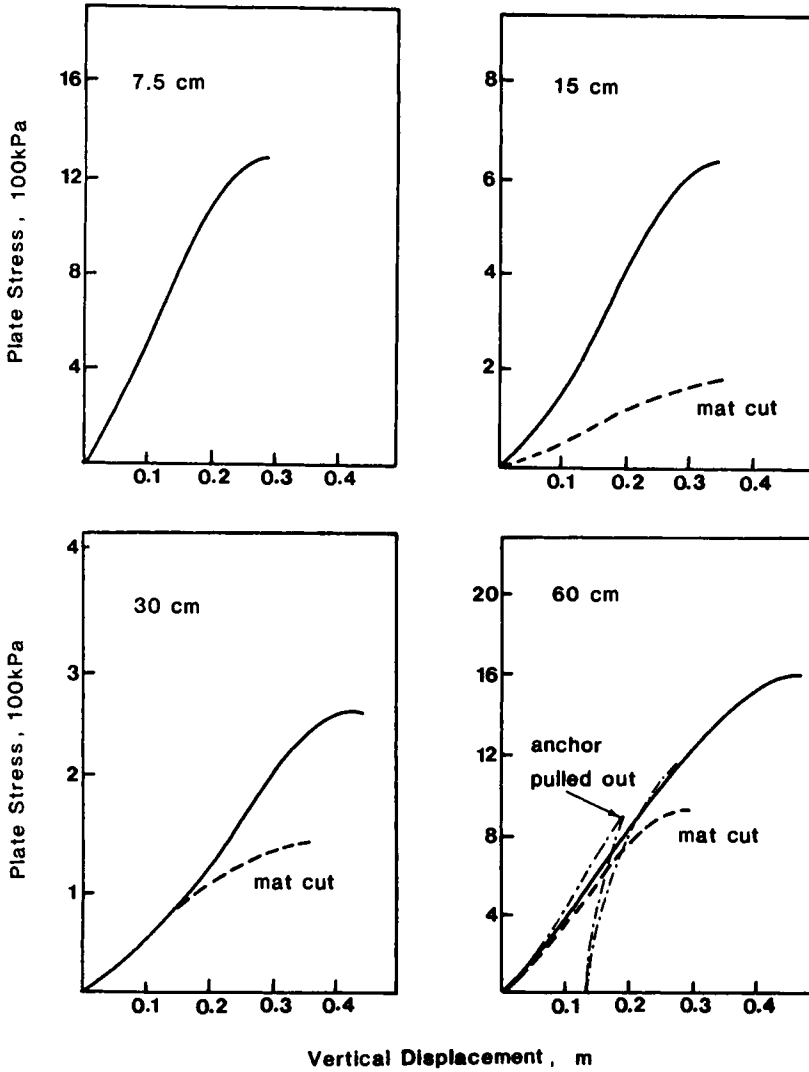 Plate Stress, 100kPa
16
12
8
4
7.5 cm
0.1 0.2 0.3 0.4
8
6
4
2
15 cm
mat cut
0.1 0.2 0.3 0.4
Plate Stress, 100kPa
4
3
2
1
30 cm
mat cut
0.1 0.2 0.3 0.4
20
16
12
8
4
60 cm
anchor
pulled out
mat cut
0.1 0.2 0.3 0.4
Vertical Displacement, m